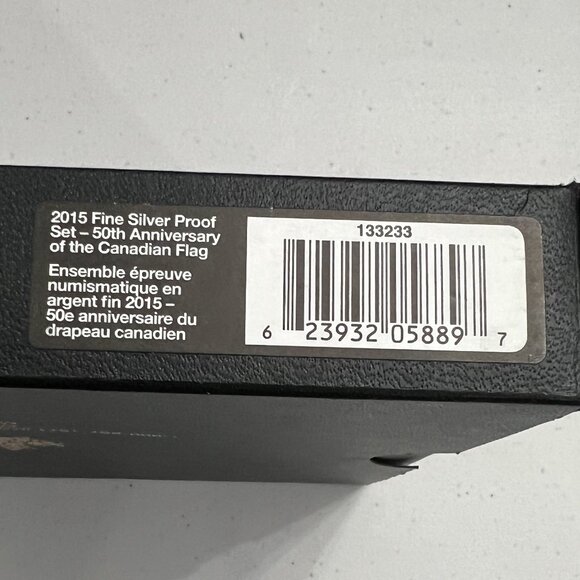 2015 Fine Silver Proof
Set – 50th Anniversary
of the Canadian Flag
Ensemble épreuve
numismatique en
argent fin 2015 –
50e anniversaire du
drapeau canadien
133233
6 23932 05889 7